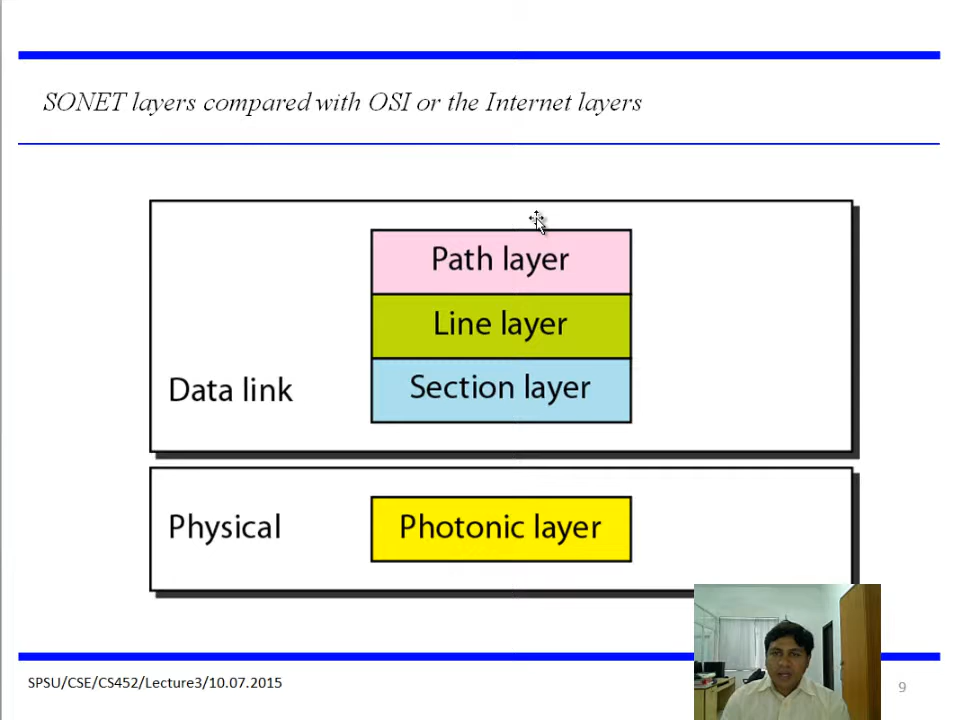 SONET layers compared with OSI or the Internet layers
Path layer
Line layer
Section layer
Data link
Physical
Photonic layer
SPSU/CSE/CS452/Lecture3/10.07.2015
9